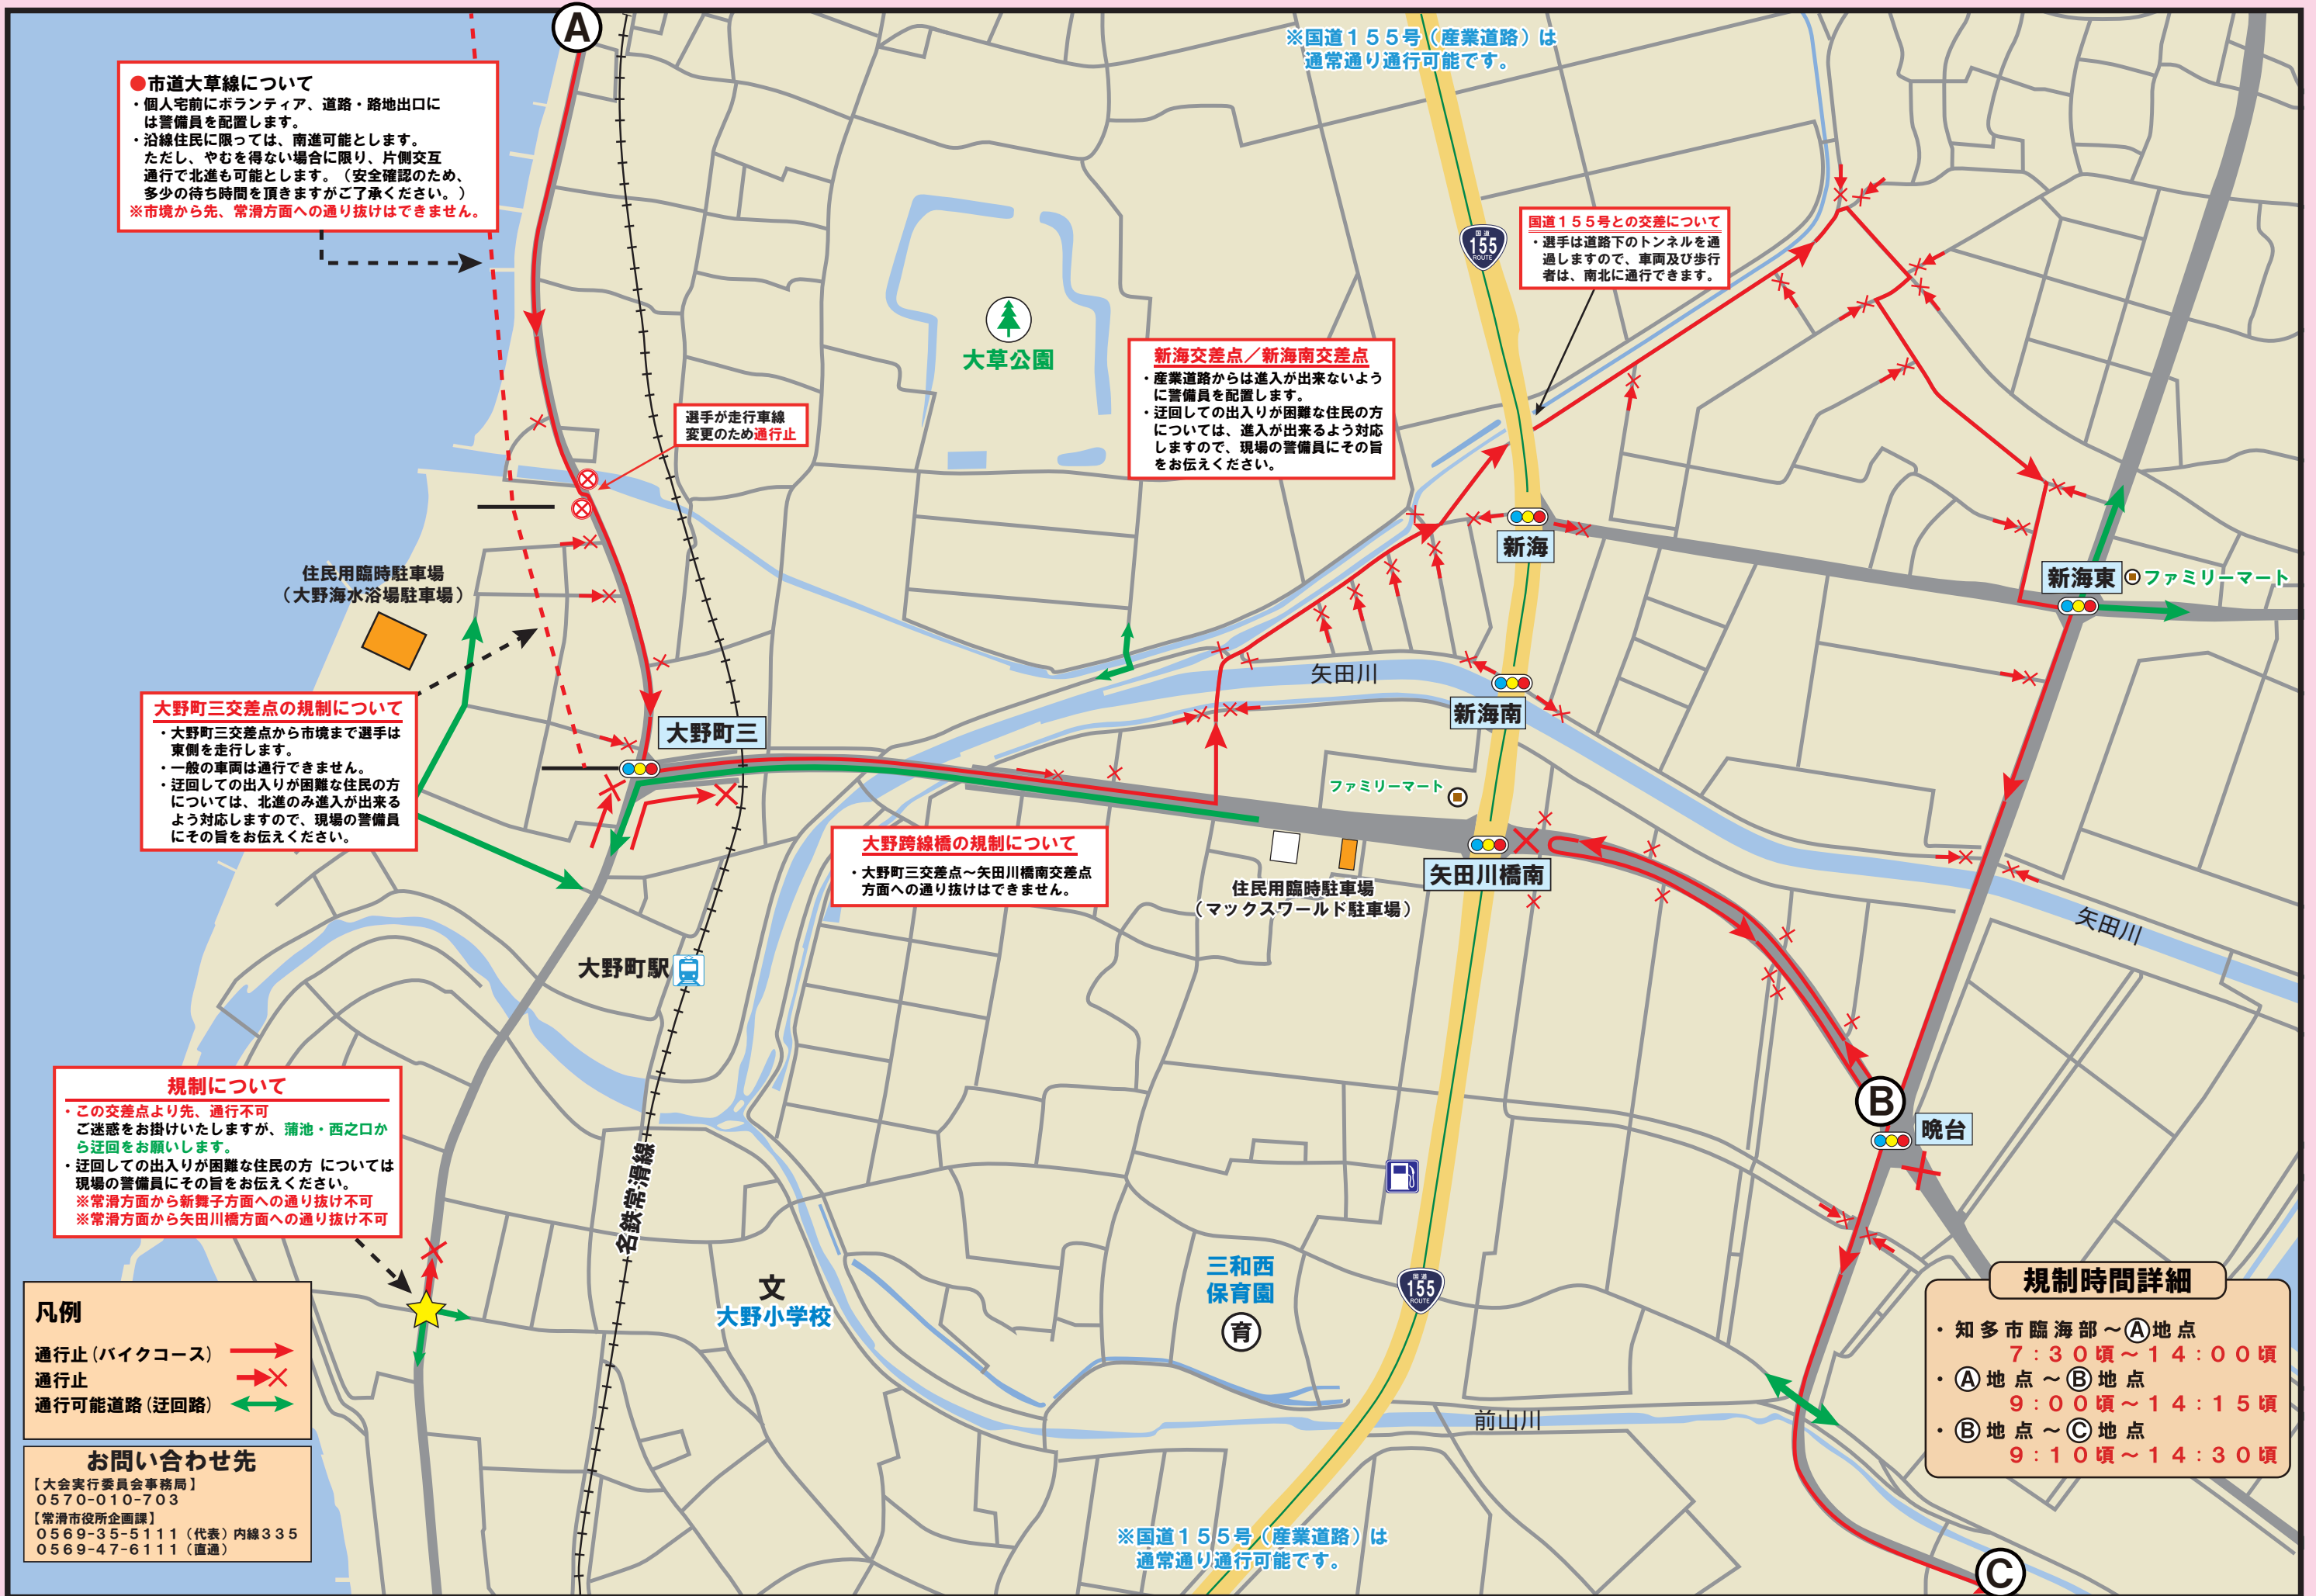 A
※国道１５５号（産業道路）は
通常通り通行可能です。
●市道大草線について
・個人宅前にボランティア、道路・路地出口に
は警備員を配置します。
・沿線住民に限っては、南進可能とします。
ただし、やむを得ない場合に限り、片側交互
通行で北進も可能とします。（安全確認のため、
多少の待ち時間を頂きますがご了承ください。）
※市境から先、常滑方面への通り抜けはできません。
国道
155
ROUTE
国道１５５号との交差について
・選手は道路下のトンネルを通
過しますので、車両及び歩行
者は、南北に通行できます。
大草公園
新海交差点／新海南交差点
・産業道路からは進入が出来ないよう
に警備員を配置します。
・迂回しての出入りが困難な住民の方
については、進入が出来るよう対応
しますので、現場の警備員にその旨
をお伝えください。
選手が走行車線
変更のため通行止
新海
新海東
ファミリーマート
住民用臨時駐車場
（大野海水浴場駐車場）
矢田川
新海南
大野町三交差点の規制について
・大野町三交差点から市境まで選手は
東側を走行します。
・一般の車両は通行できません。
・迂回しての出入りが困難な住民の方
については、北進のみ進入が出来る
よう対応しますので、現場の警備員
にその旨をお伝えください。
大野町三
ファミリーマート
大野跨線橋の規制について
・大野町三交差点～矢田川橋南交差点
方面への通り抜けはできません。
矢田川橋南
住民用臨時駐車場
（マックスワールド駐車場）
矢田川
大野町駅
規制について
・この交差点より先、通行不可
ご迷惑をお掛けいたしますが、蒲池・西之口か
ら迂回をお願いします。
・迂回しての出入りが困難な住民の方 については
現場の警備員にその旨をお伝えください。
※常滑方面から新舞子方面への通り抜け不可
※常滑方面から矢田川橋方面への通り抜け不可
名鉄常滑線
B
晩台
文
大野小学校
三和西
保育園
育
国道
155
ROUTE
凡例
通行止（バイクコース）
通行止
通行可能道路（迂回路）
規制時間詳細
・知多市臨海部～Ⓐ地点
７：３０頃～１４：００頃
・Ⓐ地点～Ⓑ地点
９：００頃～１４：１５頃
・Ⓑ地点～Ⓒ地点
９：１０頃～１４：３０頃
前山川
お問い合わせ先
【大会実行委員会事務局】
０５７０-０１０-７０３
【常滑市役所企画課】
０５６９-３５-５１１１（代表）内線３３５
０５６９-４７-６１１１（直通）
※国道１５５号（産業道路）は
通常通り通行可能です。
C